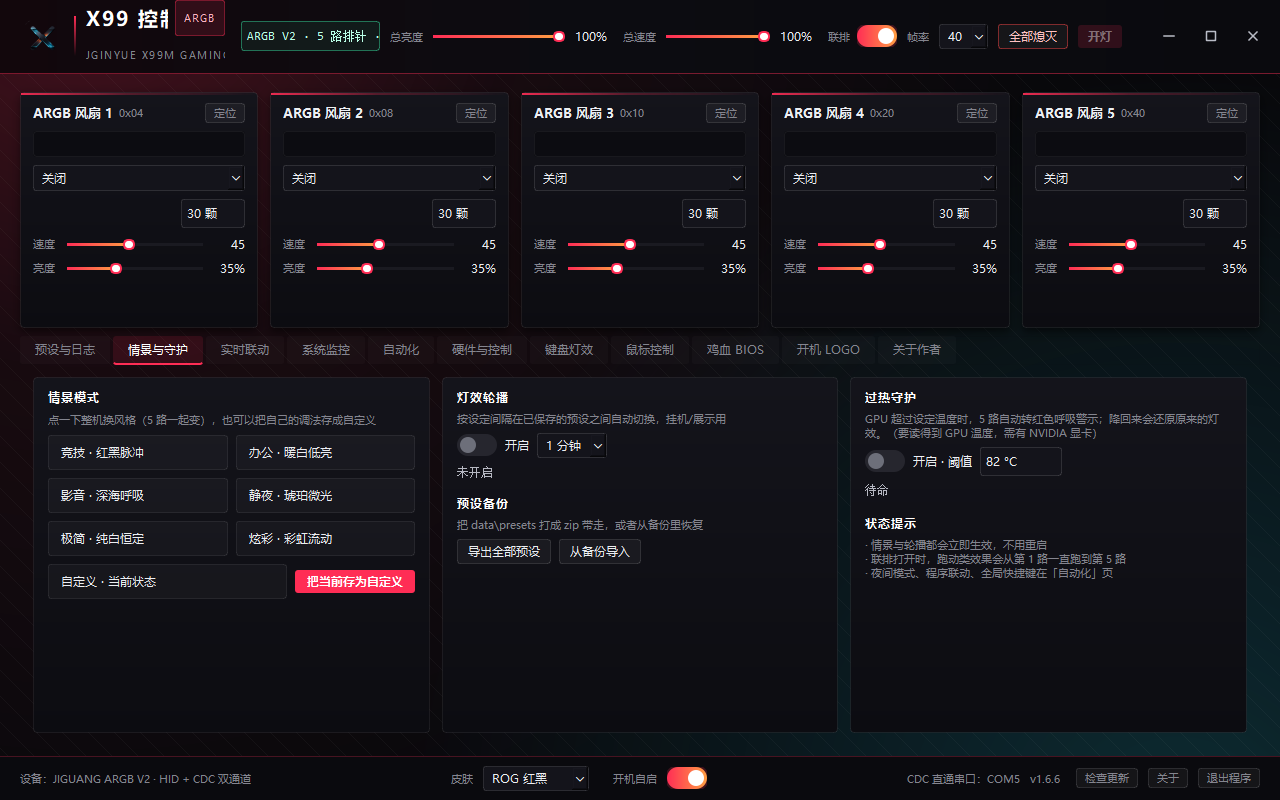 X99 控制
ARGB
JGINYUE X99M GAMING
ARGB V2 · 5 路排针 ·
总亮度
100%
总速度
100%
联排
帧率
40
全部熄灭
开灯
ARGB 风扇 1 0x04
定位
ARGB 风扇 2 0x08
定位
ARGB 风扇 3 0x10
定位
ARGB 风扇 4 0x20
定位
ARGB 风扇 5 0x40
定位
关闭
关闭
关闭
关闭
关闭
30 颗
30 颗
30 颗
30 颗
30 颗
速度 45
速度 45
速度 45
速度 45
速度 45
亮度 35%
亮度 35%
亮度 35%
亮度 35%
亮度 35%
预设与日志
情景与守护
实时联动
系统监控
自动化
硬件与控制
键盘灯效
鼠标控制
鸡血 BIOS
开机 LOGO
关于作者
情景模式
点一下整机换风格（5 路一起变），也可以把自己的调法存成自定义
竞技 · 红黑脉冲
办公 · 暖白低亮
影音 · 深海呼吸
静夜 · 琥珀微光
极简 · 纯白恒定
炫彩 · 彩虹流动
自定义 · 当前状态
把当前存为自定义
灯效轮播
按设定间隔在已保存的预设之间自动切换，挂机/展示用
开启
1 分钟
未开启
预设备份
把 data\presets 打成 zip 带走，或者从备份里恢复
导出全部预设
从备份导入
过热守护
GPU 超过设定温度时，5 路自动转红色呼吸警示；降回来会还原原来的灯
效。（要读得到 GPU 温度，需有 NVIDIA 显卡）
开启 · 阈值
82 °C
待命
状态提示
· 情景与轮播都会立即生效，不用重启
· 联排打开时，跑动类效果会从第 1 路一直跑到第 5 路
· 夜间模式、程序联动、全局快捷键在「自动化」页
设备：JIGUANG ARGB V2 · HID + CDC 双通道
皮肤
ROG 红黑
开机自启
CDC 直通串口：COM5
v1.6.6
检查更新
关于
退出程序